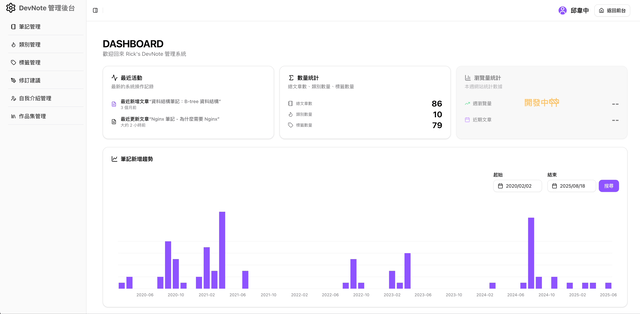 DevNote 管理後台
邱韋中
返回前台
筆記管理
類別管理
標籤管理
修訂建議
自我介紹管理
作品集管理
DASHBOARD
歡迎回來 Rick's DevNote 管理系統
最近活動
最新的系統操作記錄
最近新增文章"資料結構筆記：B-tree 資料結構"
2 個月前
最近更新文章"Nginx 筆記 - 為什麼需要 Nginx"
大約 2 小時前
數量統計
總文章數、類別數量、標籤數量
總文章數 86
類別數量 10
標籤數量 79
瀏覽量統計
本週網站統計數據
週瀏覽量 --
近期文章 --
開發中
筆記新增趨勢
起始
結束
2020/02/02
2025/08/18
搜尋
2020-06 2020-10 2021-02 2021-06 2021-10 2022-02 2022-06 2022-10 2023-02 2023-06 2023-10 2024-02 2024-06 2024-10 2025-02 2025-06